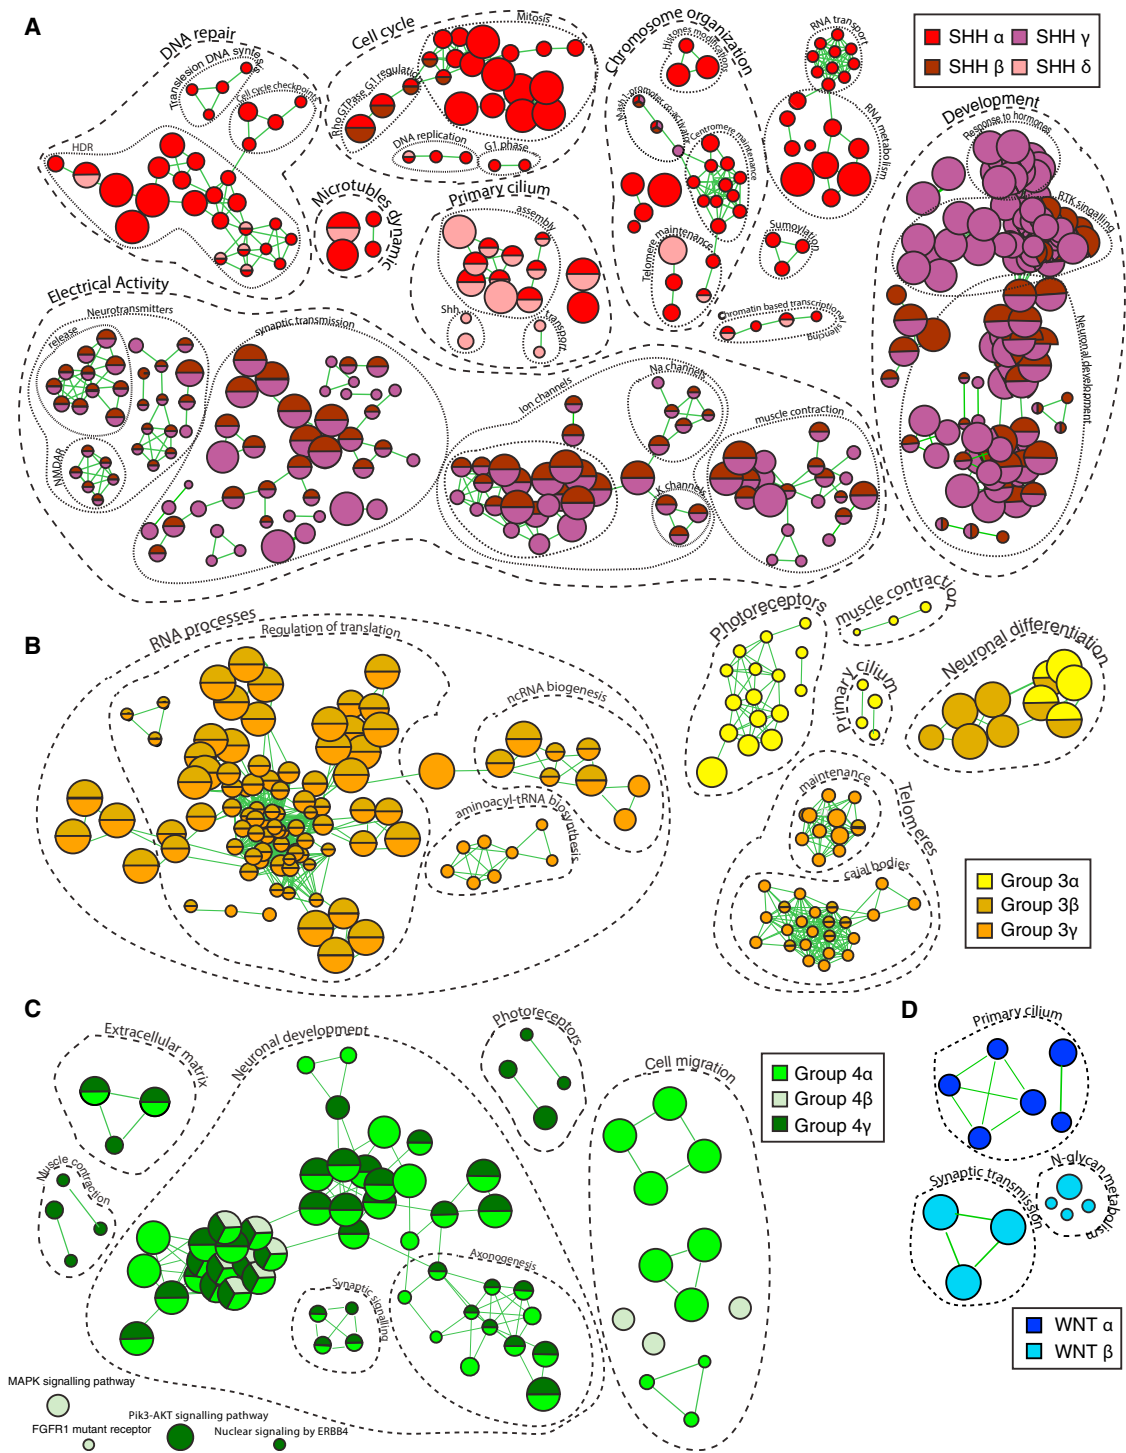 A
DNA repair
Translesion DNA synthesis
Cell cycle checkpoints
HDR
Cell cycle
Mitosis
Rho GTPase G1 regulation
DNA replication
G1 phase
Microtubles dynamic
Primary cilium
assembly
Shh
transport
Chromosome organization
Histones modifications
Centromere maintenance
Telomere maintenance
Sumoylation
Chromatin based transcriptional silencing
RNA transport
RNA metabolism
SHH α
SHH γ
SHH β
SHH δ
Development
Response to hormones
RTK singalling
Neuronal development
Electrical Activity
Neurotransmitters
release
NMDAR
synaptic transmission
Ion channels
Na channels
K channels
muscle contraction
B
RNA processes
Regulation of translation
ncRNA biogenesis
aminoacyl-tRNA biosynthesis
Photoreceptors
muscle contraction
Primary cilium
Neuronal differentiation
Telomeres
maintenance
cajal bodies
Group 3α
Group 3β
Group 3γ
C
Extracellular matrix
Muscle contraction
Neuronal development
Synaptic signalling
Axonogenesis
Photoreceptors
Cell migration
Group 4α
Group 4β
Group 4γ
MAPK signalling pathway
FGFR1 mutant receptor
Pik3-AKT signalling pathway
Nuclear signaling by ERBB4
D
Primary cilium
N-glycan metabolism
Synaptic transmission
WNT α
WNT β